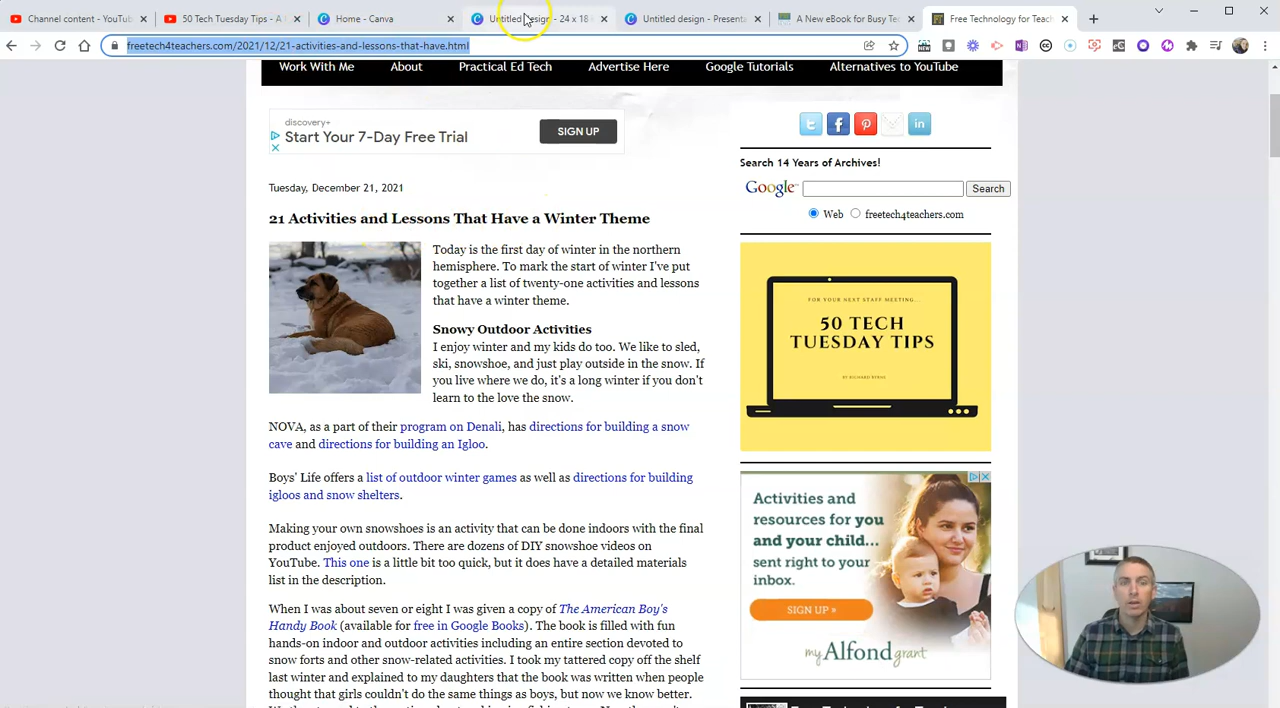 Channel content - YouTu
50 Tech Tuesday Tips - A
Home - Canva
Untitled design - 24 x 18
Untitled design - Present
A New eBook for Busy Te
Free Technology for Teach
freetech4teachers.com/2021/12/21-activities-and-lessons-that-have.html
Work With Me
About
Practical Ed Tech
Advertise Here
Google Tutorials
Alternatives to YouTube
discovery+
Start Your 7-Day Free Trial
SIGN UP
Search 14 Years of Archives!
Google
Search
Web
freetech4teachers.com
Tuesday, December 21, 2021
21 Activities and Lessons That Have a Winter Theme
Today is the first day of winter in the northern
hemisphere. To mark the start of winter I've put
together a list of twenty-one activities and lessons
that have a winter theme.
Snowy Outdoor Activities
I enjoy winter and my kids do too. We like to sled,
ski, snowshoe, and just play outside in the snow. If
you live where we do, it's a long winter if you don't
learn to the love the snow.
NOVA, as a part of their program on Denali, has directions for building a snow
cave and directions for building an Igloo.
Boys' Life offers a list of outdoor winter games as well as directions for building
igloos and snow shelters.
Making your own snowshoes is an activity that can be done indoors with the final
product enjoyed outdoors. There are dozens of DIY snowshoe videos on
YouTube. This one is a little bit too quick, but it does have a detailed materials
list in the description.
When I was about seven or eight I was given a copy of The American Boy's
Handy Book (available for free in Google Books). The book is filled with fun
hands-on indoor and outdoor activities including an entire section devoted to
snow forts and other snow-related activities. I took my tattered copy off the shelf
last winter and explained to my daughters that the book was written when people
thought that girls couldn't do the same things as boys, but now we know better.
FOR YOUR NEXT STAFF MEETING...
50 TECH
TUESDAY TIPS
BY RICHARD BYRNE
Activities and
resources for you
and your child...
sent right to your
inbox.
SIGN UP »
my Alfond grant